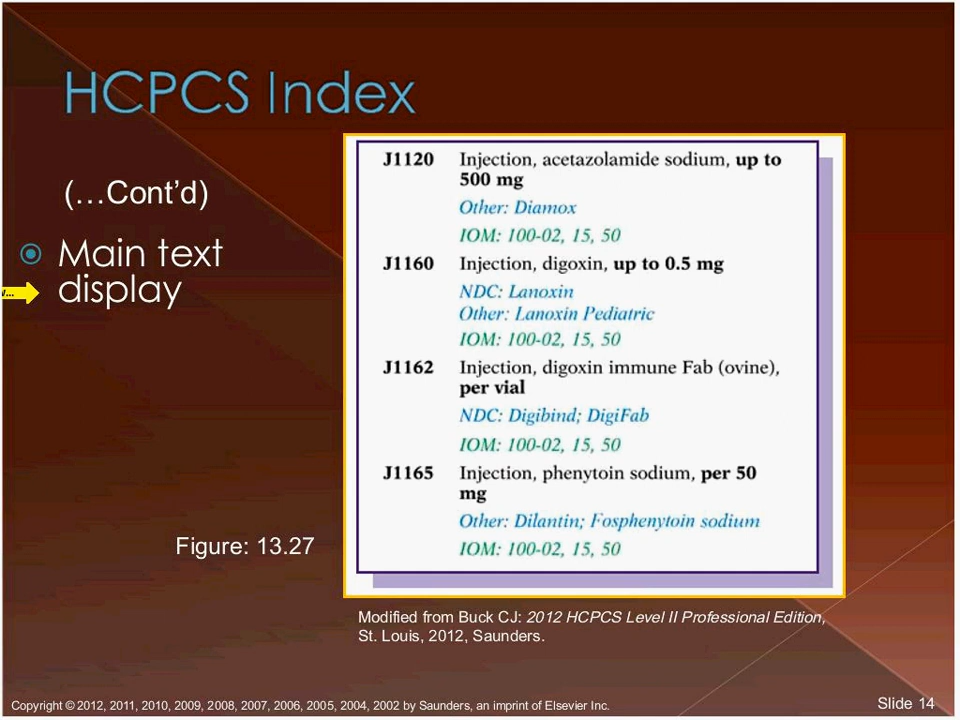 HCPCS Index
(…Cont’d)
Main text
display
J1120 Injection, acetazolamide sodium, up to
500 mg
Other: Diamox
IOM: 100-02, 15, 50
J1160 Injection, digoxin, up to 0.5 mg
NDC: Lanoxin
Other: Lanoxin Pediatric
IOM: 100-02, 15, 50
J1162 Injection, digoxin immune Fab (ovine),
per vial
NDC: Digibind; DigiFab
IOM: 100-02, 15, 50
J1165 Injection, phenytoin sodium, per 50
mg
Other: Dilantin; Fosphenytoin sodium
IOM: 100-02, 15, 50
Figure: 13.27
Modified from Buck CJ: 2012 HCPCS Level II Professional Edition,
St. Louis, 2012, Saunders.
Copyright © 2012, 2011, 2010, 2009, 2008, 2007, 2006, 2005, 2004, 2002 by Saunders, an imprint of Elsevier Inc.
Slide 14